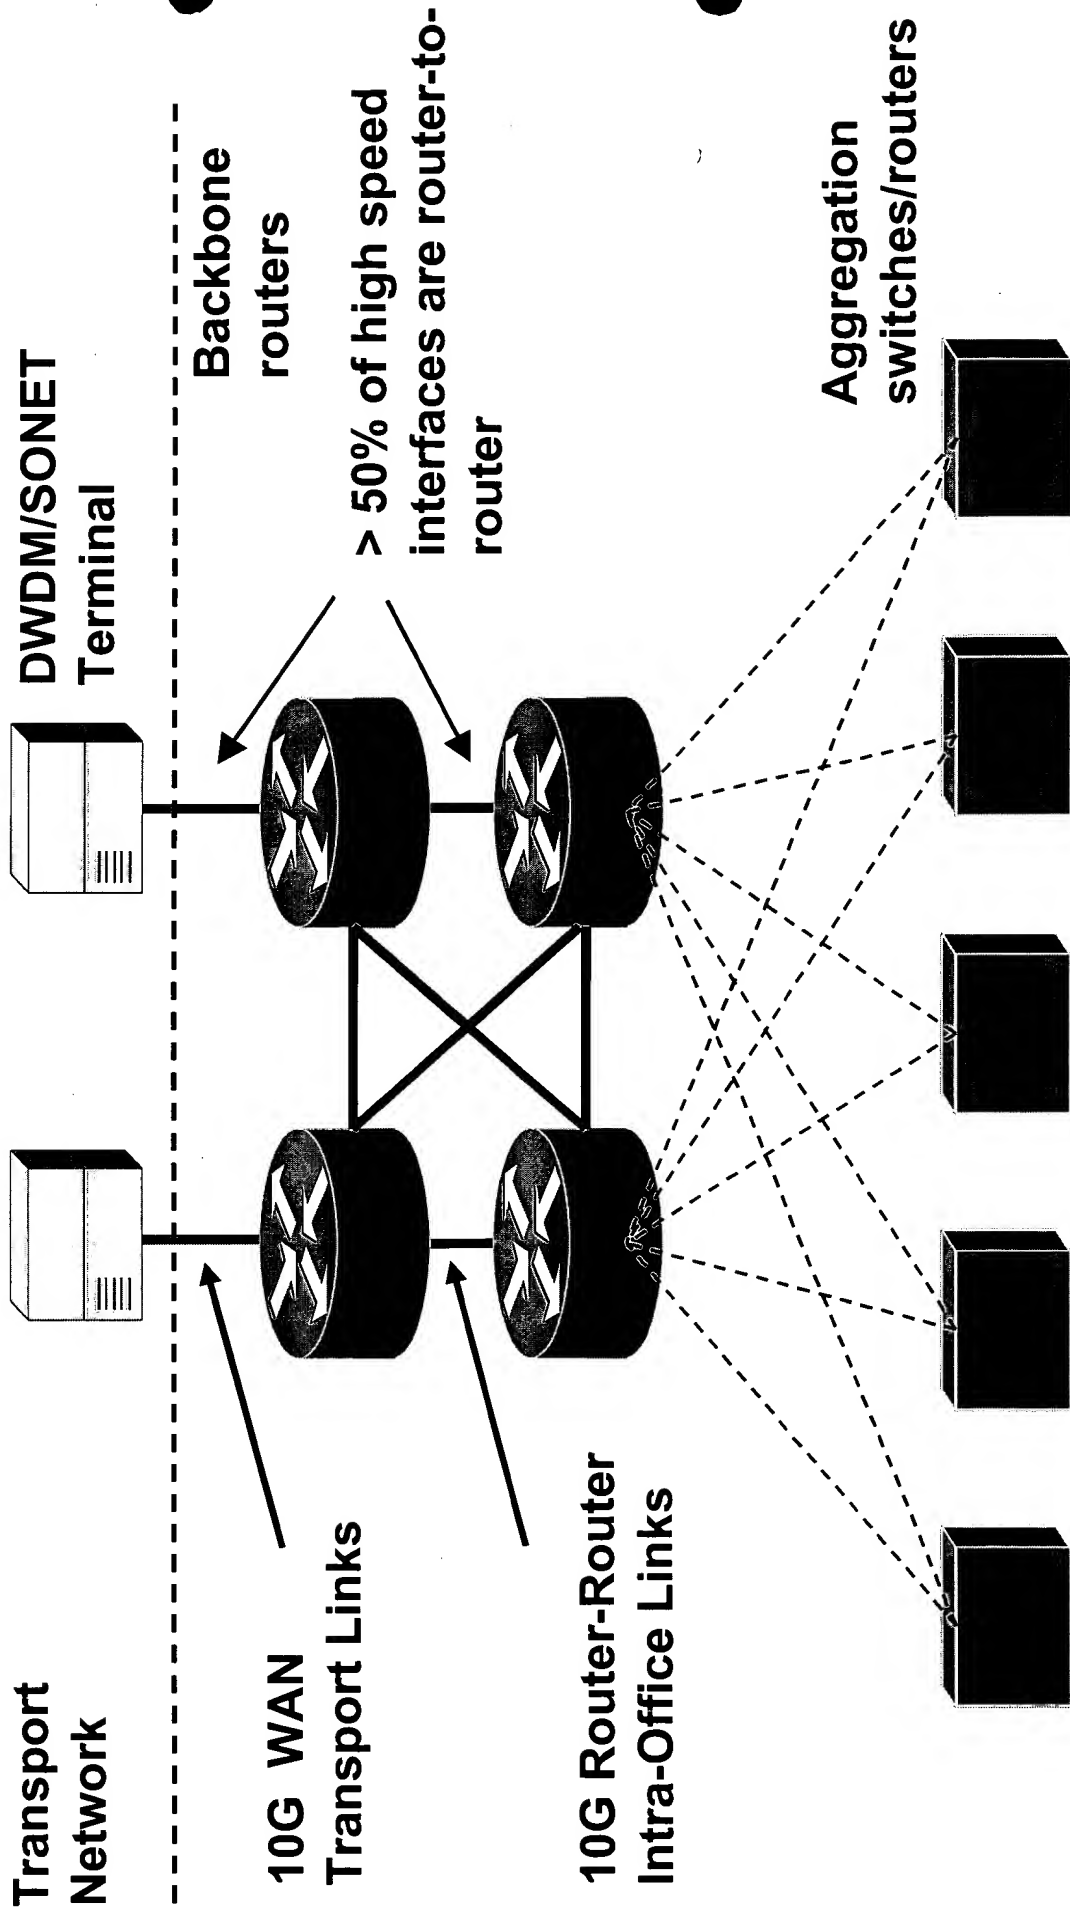 Transport
Network
DWDM/SONET
Terminal
Backbone
routers
10G WAN
Transport Links
> 50% of high speed
interfaces are router-to-
router
10G Router-Router
Intra-Office Links
Aggregation
switches/routers